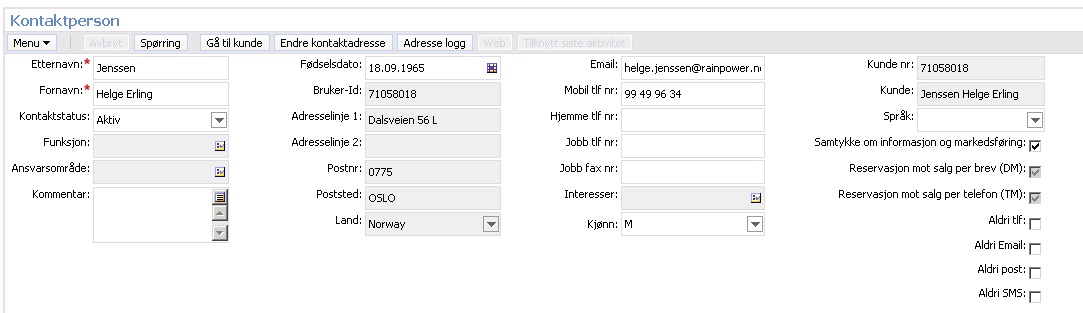 Kontaktperson
Menu Avbryt Spørring Gå til kunde Endre kontaktadresse Adresse logg Web Tilknytt siste aktivitet
Etternavn:* Jenssen Fødselsdato: 18.09.1965 Email: helge.jenssen@rainpower.n Kunde nr: 71058018
Fornavn:* Helge Erling Bruker-Id: 71058018 Mobil tlf nr: 99 49 96 34 Kunde: Jenssen Helge Erling
Kontaktstatus: Aktiv Adresselinje 1: Dalsveien 56 L Hjemme tlf nr: Språk:
Funksjon: Adresselinje 2: Jobb tlf nr: Samtykke om informasjon og markedsføring:
Ansvarsområde: Postnr: 0775 Jobb fax nr: Reservasjon mot salg per brev (DM):
Kommentar: Poststed: OSLO Interesser: Reservasjon mot salg per telefon (TM):
Land: Norway Kjønn: M Aldri tlf:
Aldri Email:
Aldri post:
Aldri SMS: